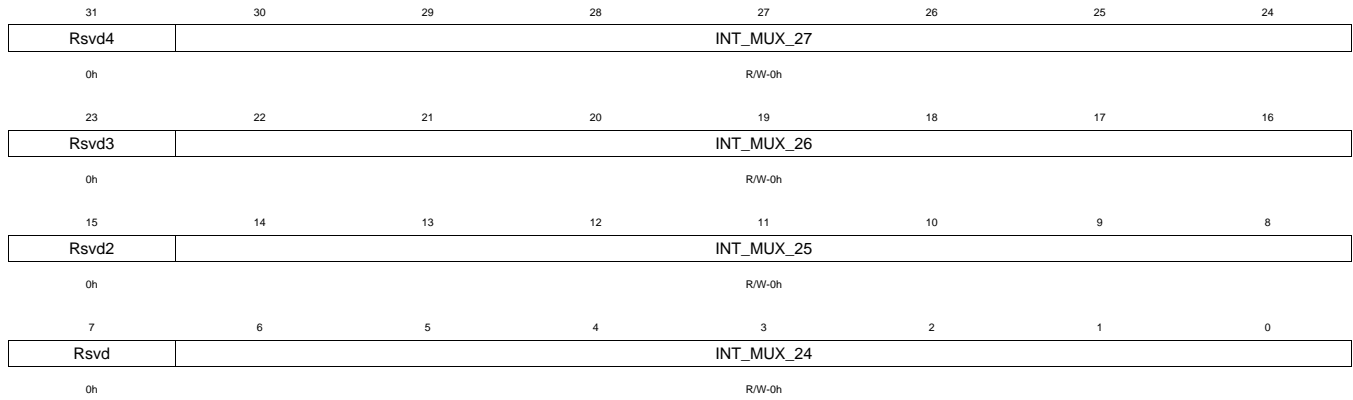 31 30 29 28 27 26 25 24
Rsvd4 INT_MUX_27
0h R/W-0h
23 22 21 20 19 18 17 16
Rsvd3 INT_MUX_26
0h R/W-0h
15 14 13 12 11 10 9 8
Rsvd2 INT_MUX_25
0h R/W-0h
7 6 5 4 3 2 1 0
Rsvd INT_MUX_24
0h R/W-0h